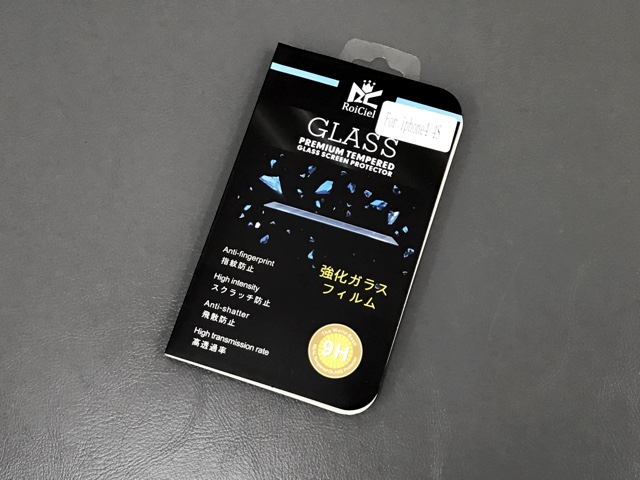 RoiCiel
For iphone4 4S
GLASS
PREMIUM TEMPERED
GLASS SCREEN PROTECTOR
Anti-fingerprint
指紋防止
High intensity
スクラッチ防止
Anti-shatter
飛散防止
High transmission rate
高透過率
強化ガラス
フィルム
9H